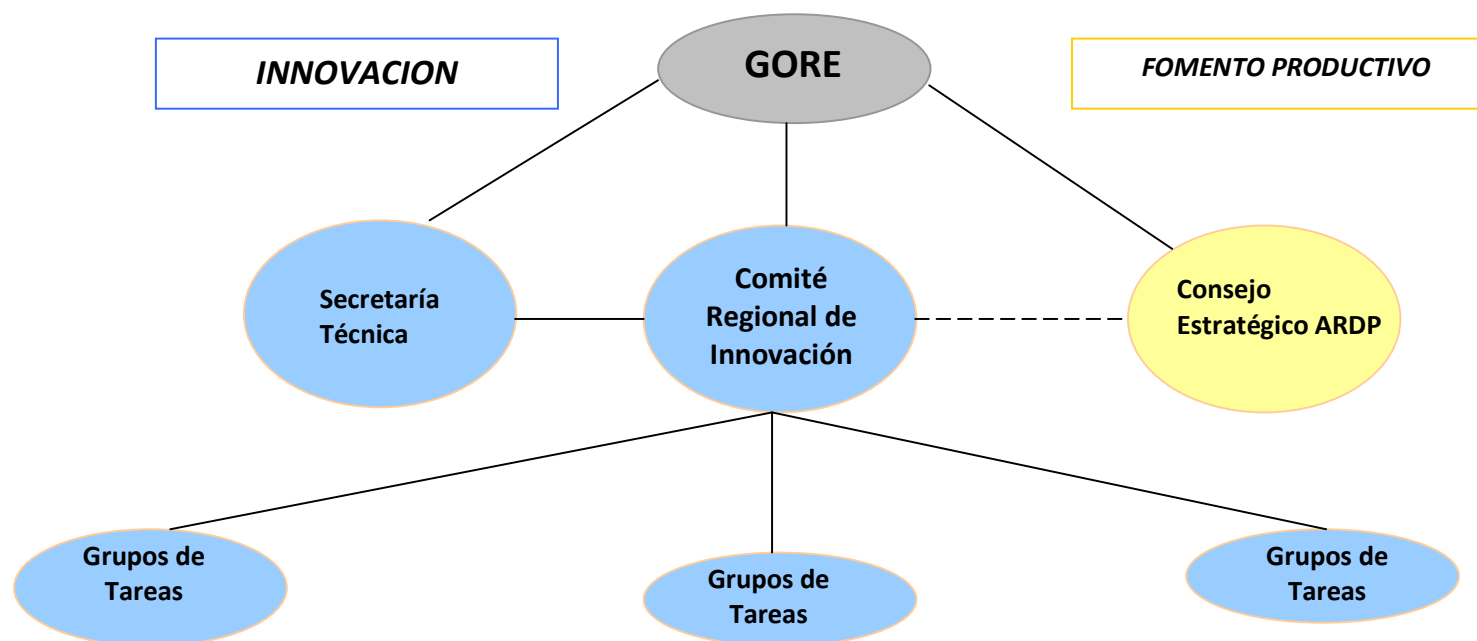 INNOVACION
GORE
FOMENTO PRODUCTIVO
Secretaría
Técnica
Comité
Regional de
Innovación
Consejo
Estratégico ARDP
Grupos de
Tareas
Grupos de
Tareas
Grupos de
Tareas